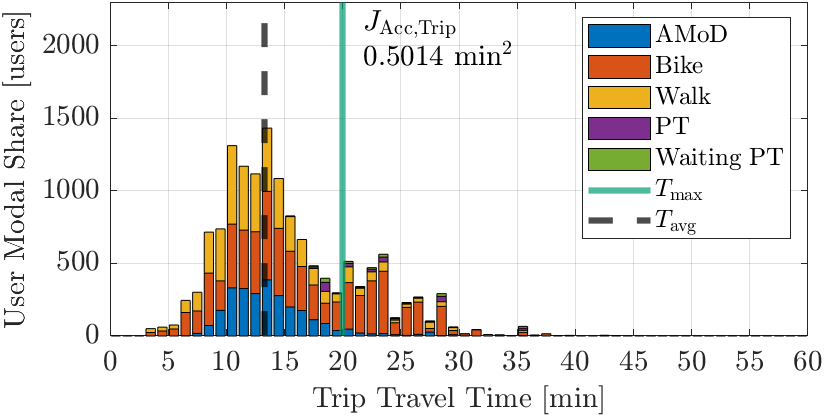 User Modal Share [users]
2000
1500
1000
500
0
J_Acc,Trip
0.5014 min²
AMoD
Bike
Walk
PT
Waiting PT
T_max
T_avg
0 5 10 15 20 25 30 35 40 45 50 55 60
Trip Travel Time [min]